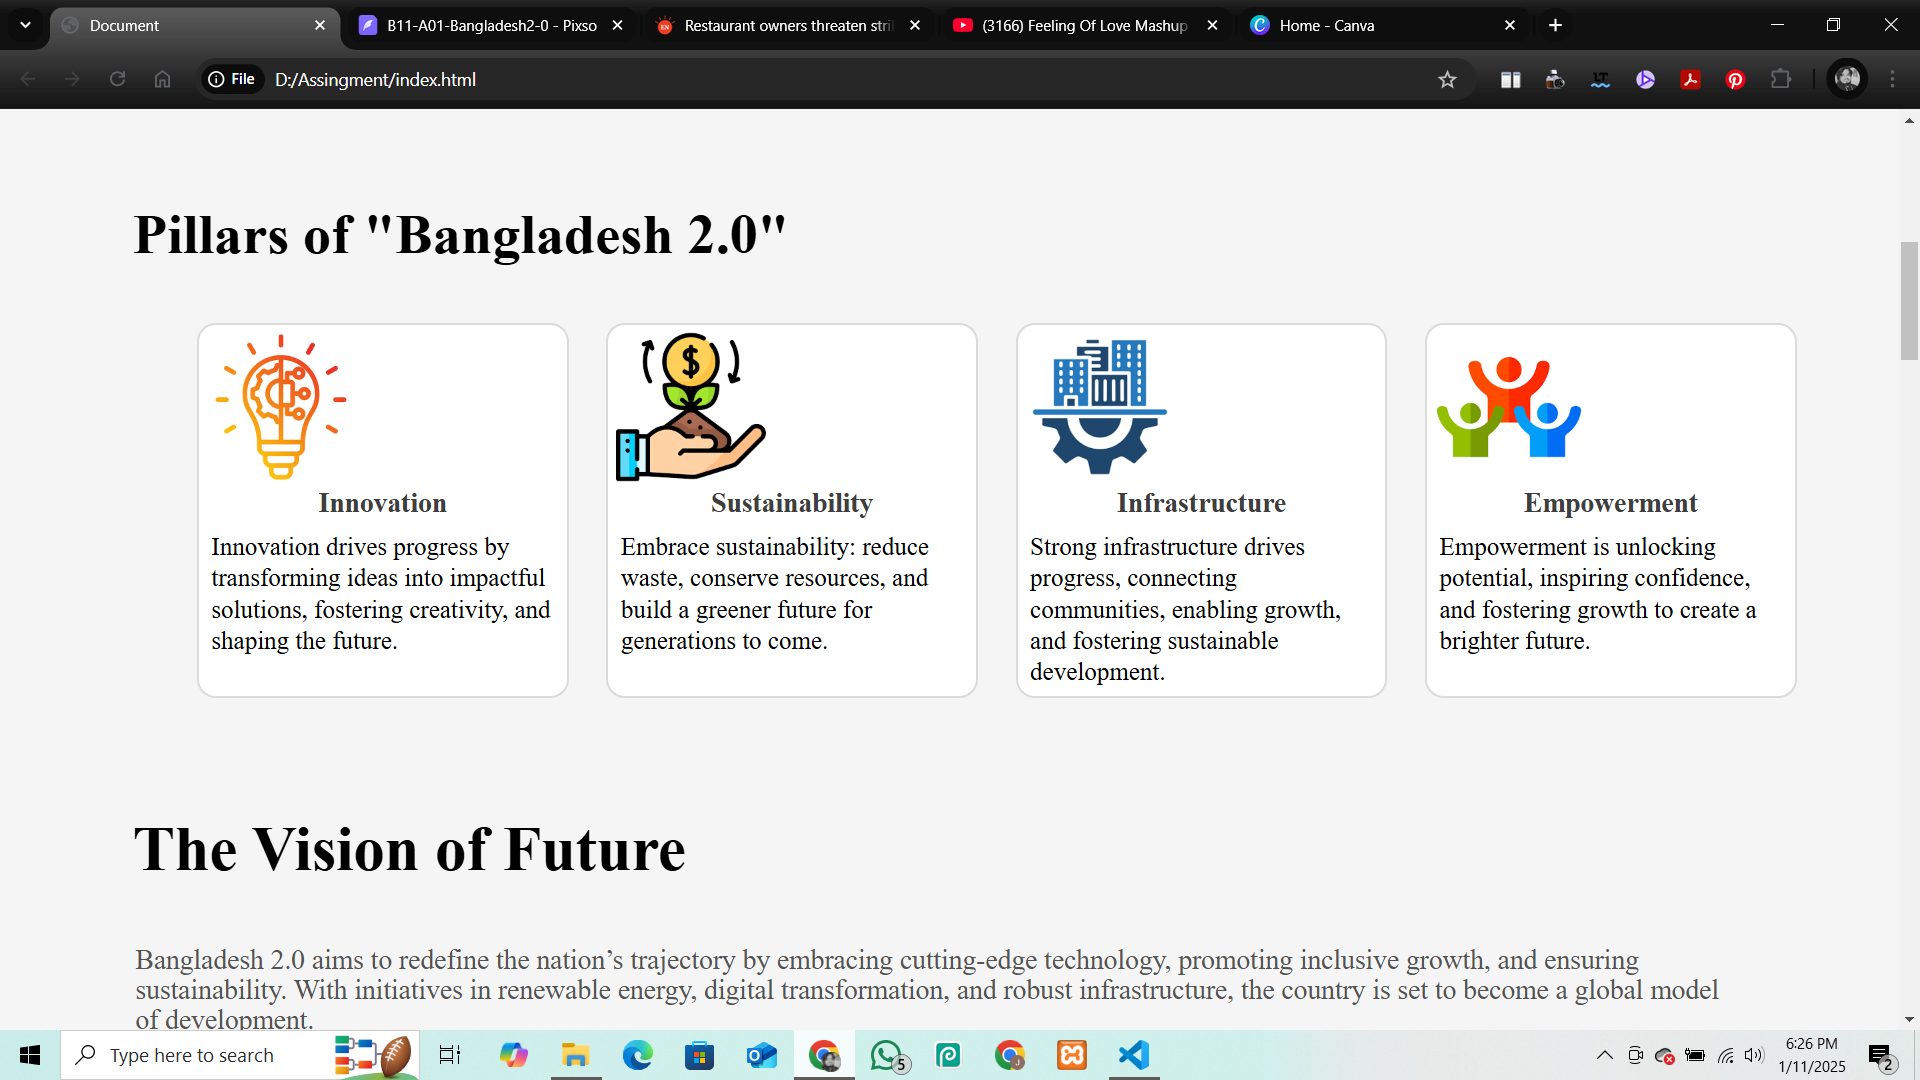 Document
B11-A01-Bangladesh2-0 - Pixso
Restaurant owners threaten stri
(3166) Feeling Of Love Mashup
Home - Canva
File
D:/Assingment/index.html
Pillars of "Bangladesh 2.0"
$
Innovation
Innovation drives progress by
transforming ideas into impactful
solutions, fostering creativity, and
shaping the future.
Sustainability
Embrace sustainability: reduce
waste, conserve resources, and
build a greener future for
generations to come.
Infrastructure
Strong infrastructure drives
progress, connecting
communities, enabling growth,
and fostering sustainable
development.
Empowerment
Empowerment is unlocking
potential, inspiring confidence,
and fostering growth to create a
brighter future.
The Vision of Future
Bangladesh 2.0 aims to redefine the nation’s trajectory by embracing cutting-edge technology, promoting inclusive growth, and ensuring
sustainability. With initiatives in renewable energy, digital transformation, and robust infrastructure, the country is set to become a global model
of development.
Type here to search
5
6:26 PM
1/11/2025
2